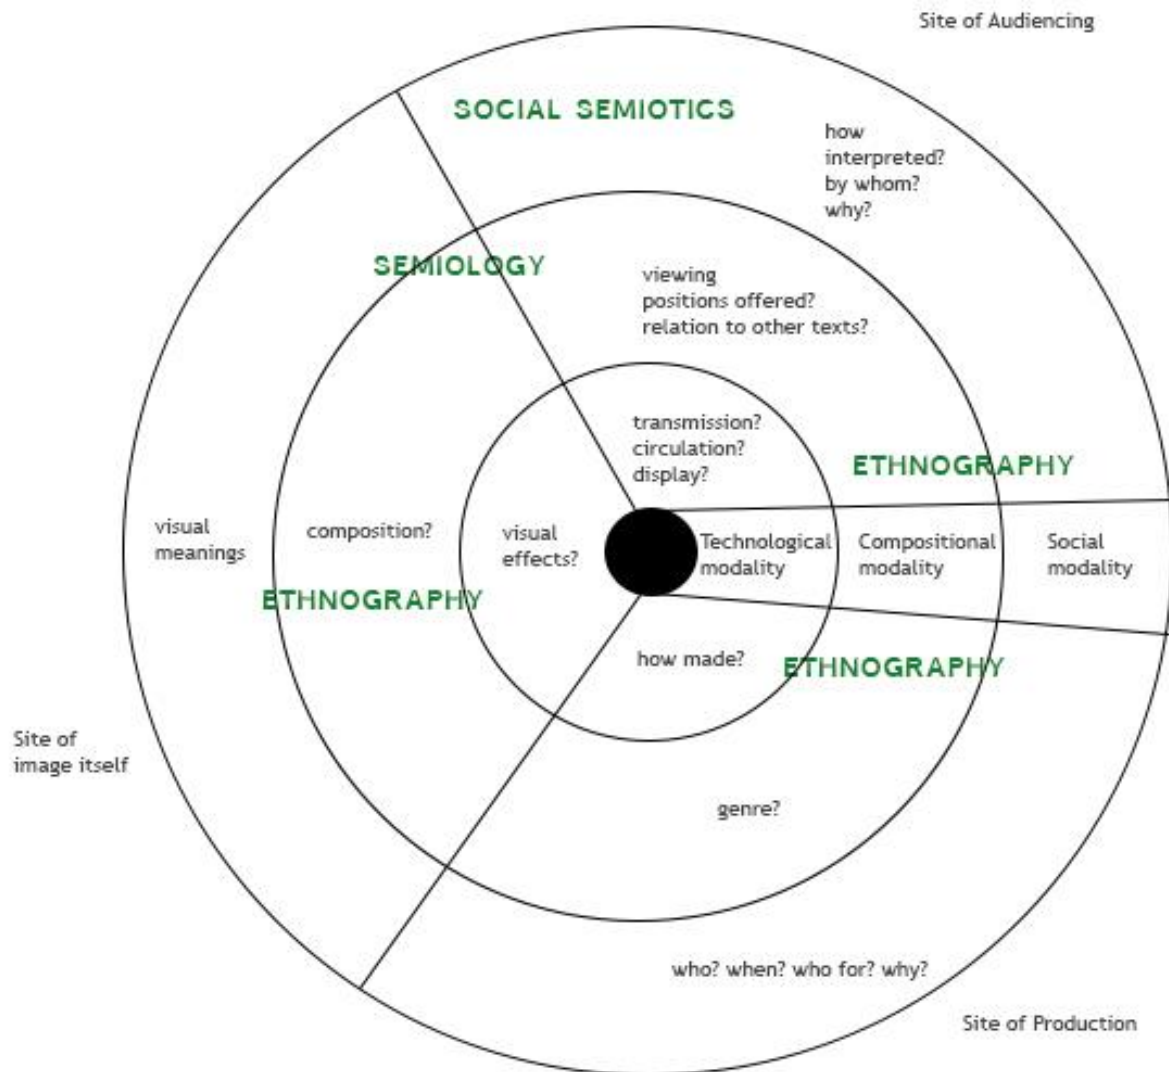 Site of Audiencing
SOCIAL SEMIOTICS
how
interpreted?
by whom?
why?
SEMIOLOGY
viewing
positions offered?
relation to other texts?
transmission?
circulation?
display?
ETHNOGRAPHY
visual
meanings
composition?
visual
effects?
Technological
modality
Compositional
modality
Social
modality
ETHNOGRAPHY
how made?
ETHNOGRAPHY
Site of
image itself
genre?
who? when? who for? why?
Site of Production